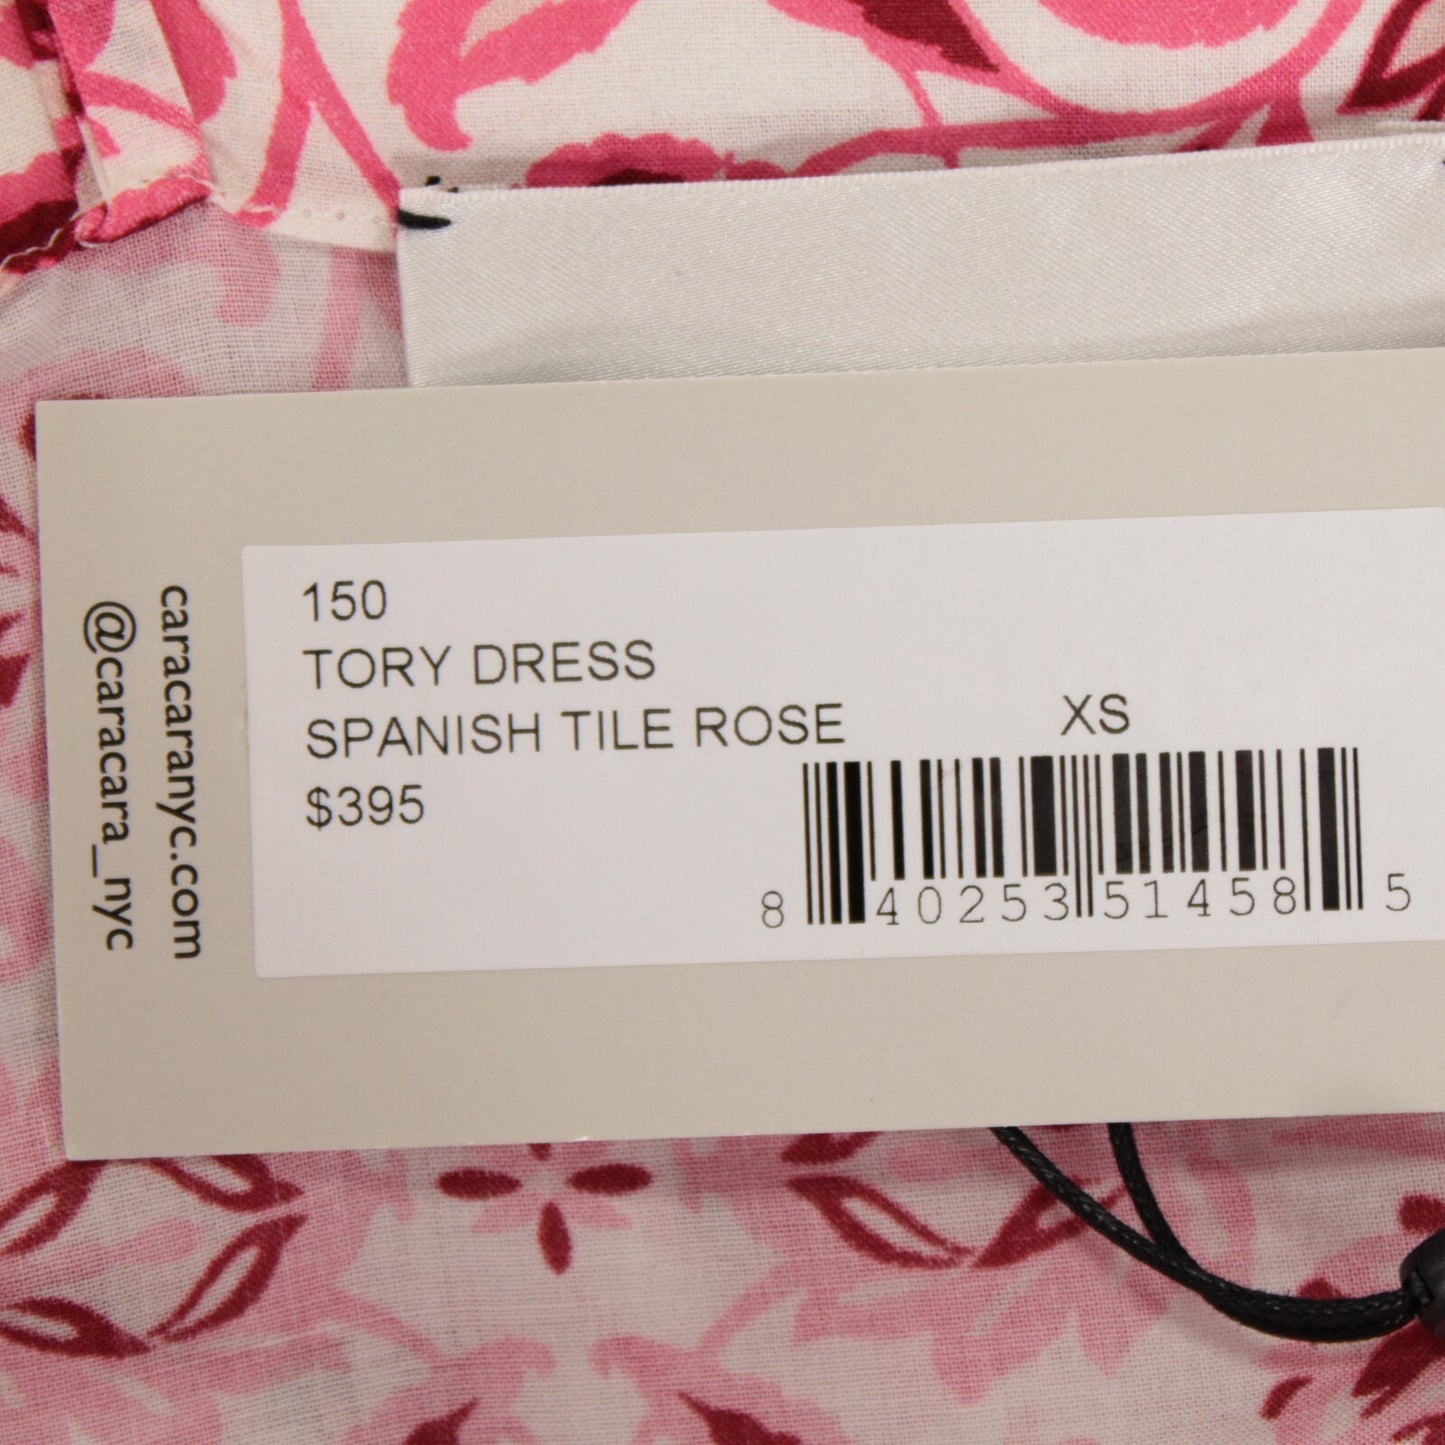 150
TORY DRESS
SPANISH TILE ROSE XS
$395
8 40253 51458 5
caracaranyc.com
@caracara_nyc